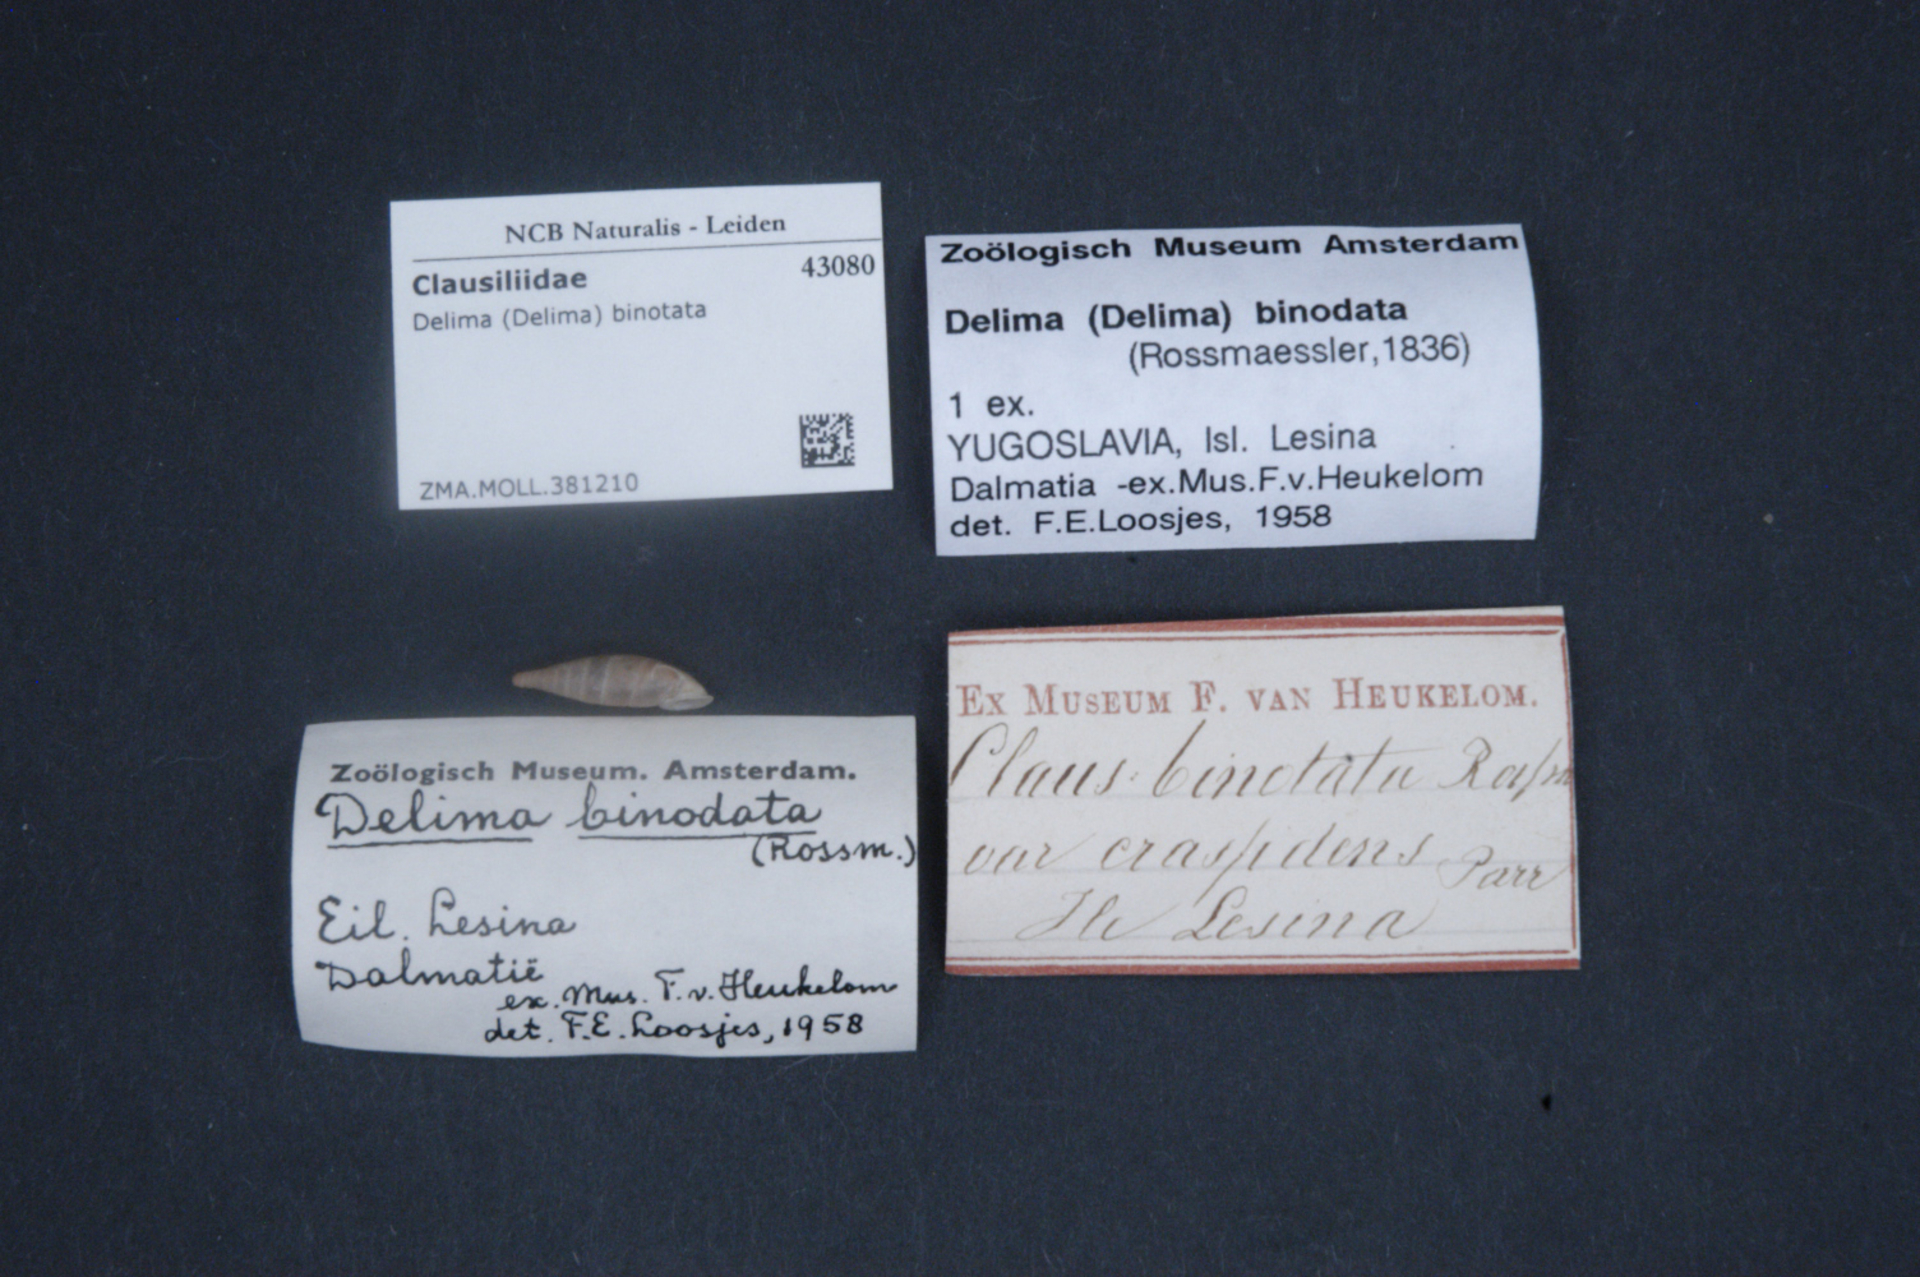 NCB Naturalis - Leiden
Clausiliidae 43080
Delima (Delima) binotata
ZMA.MOLL.381210
Zoölogisch Museum Amsterdam
Delima (Delima) binodata
(Rossmaessler,1836)
1 ex.
YUGOSLAVIA, Isl. Lesina
Dalmatia -ex.Mus.F.v.Heukelom
det. F.E.Loosjes, 1958
Zoölogisch Museum. Amsterdam.
Delima binodata
(Rossm.)
Eil. Lesina
Dalmatië
ex. Mus. F. v. Heukelom
det. F.E. Loosjes, 1958
Ex Museum F. van Heukelom.
Claus. binotata
var craspidens Parr
Lesina